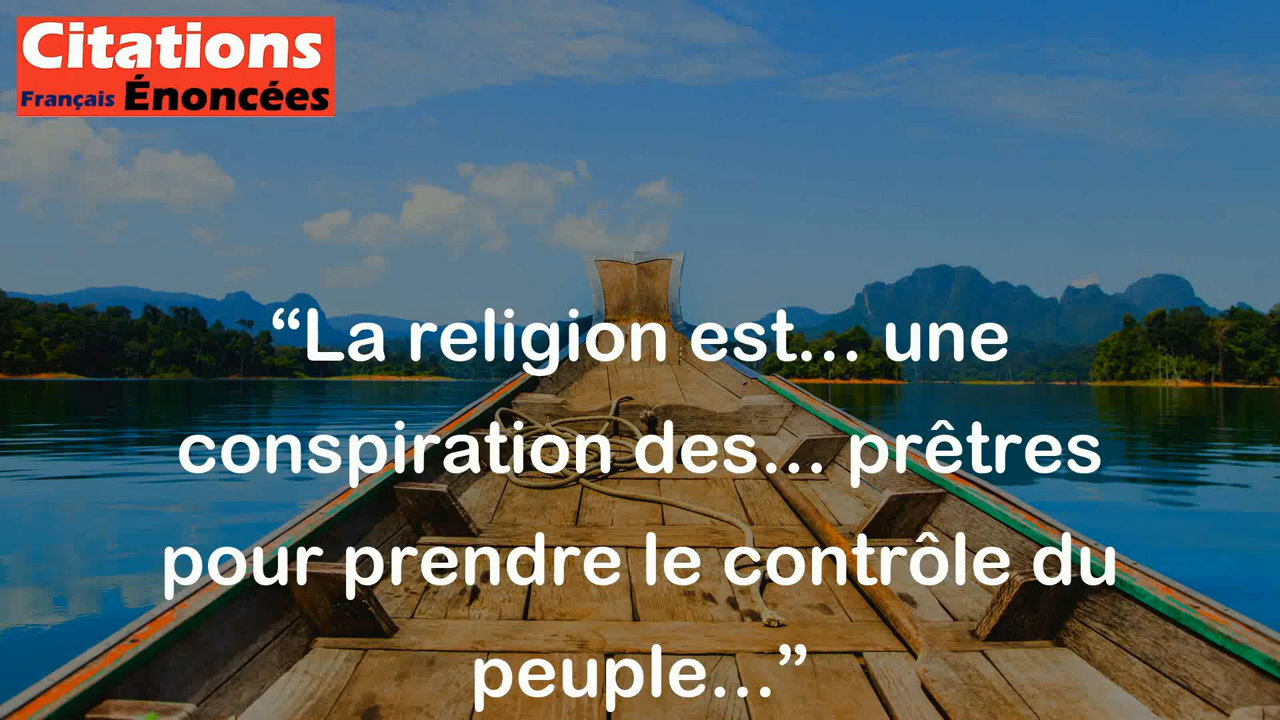 Citations
Français Énoncées
“La religion est... une
conspiration des... prêtres
pour prendre le contrôle du
peuple...”